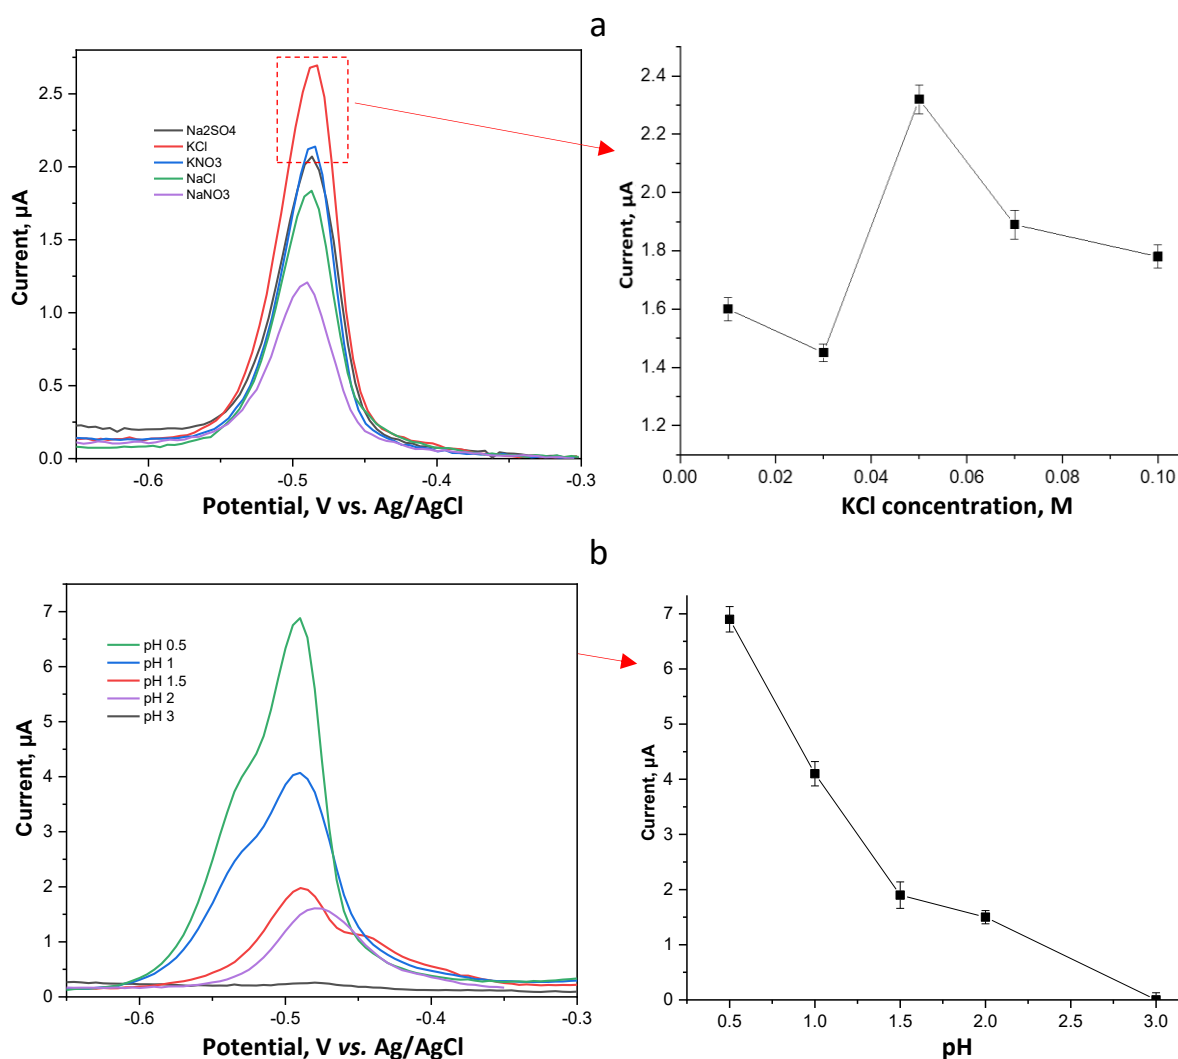 a
2.5
2.0
1.5
1.0
0.5
0.0
Current, µA
Na2SO4
KCl
KNO3
NaCl
NaNO3
-0.6
-0.5
-0.4
-0.3
Potential, V vs. Ag/AgCl
2.4
2.2
2.0
1.8
1.6
1.4
1.2
Current, µA
0.00
0.02
0.04
0.06
0.08
0.10
KCl concentration, M
b
7
6
5
4
3
2
1
0
Current, µA
pH 0.5
pH 1
pH 1.5
pH 2
pH 3
-0.6
-0.5
-0.4
-0.3
Potential, V vs. Ag/AgCl
7
6
5
4
3
2
1
0
Current, µA
0.5
1.0
1.5
2.0
2.5
3.0
pH